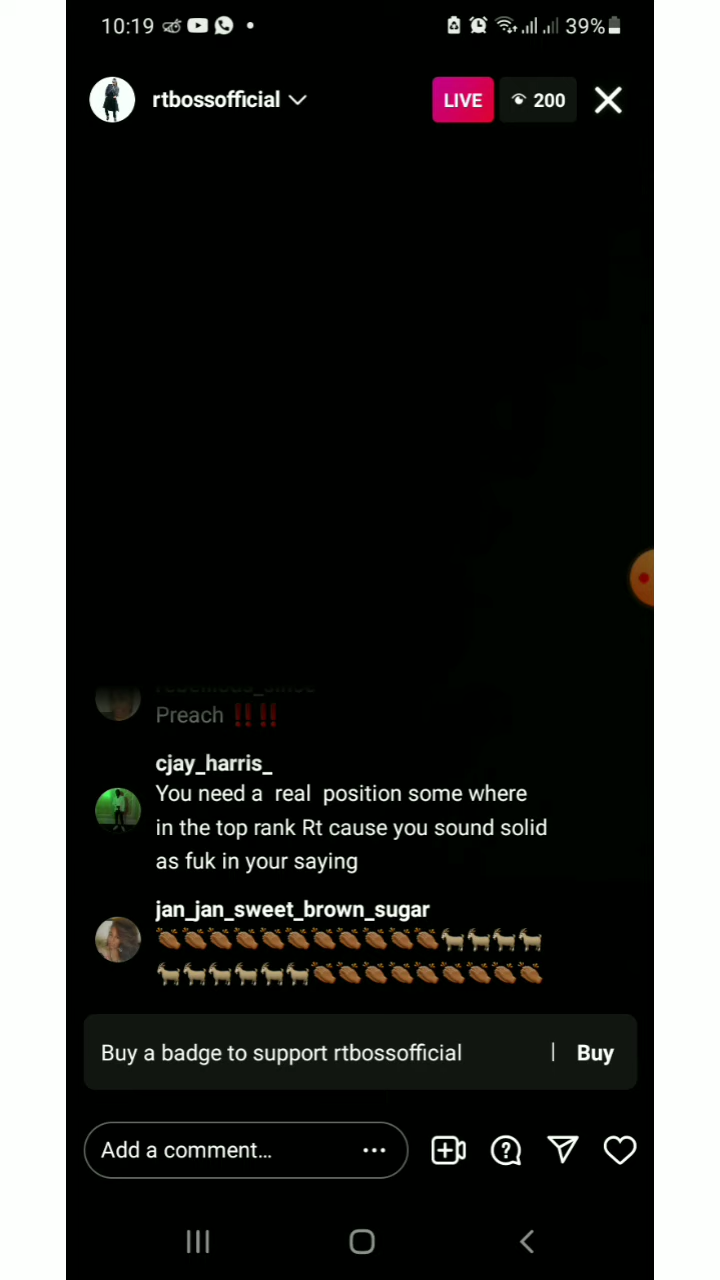 10:19 39%
rtbossofficial LIVE 200
Preach ‼️‼️
cjay_harris_
You need a real position some where
in the top rank Rt cause you sound solid
as fuk in your saying
jan_jan_sweet_brown_sugar
👏🏾👏🏾👏🏾👏🏾👏🏾👏🏾👏🏾👏🏾👏🏾👏🏾👏🏾🐐🐐🐐🐐
🐐🐐🐐🐐🐐🐐👏🏾👏🏾👏🏾👏🏾👏🏾👏🏾👏🏾👏🏾👏🏾
Buy a badge to support rtbossofficial | Buy
Add a comment...